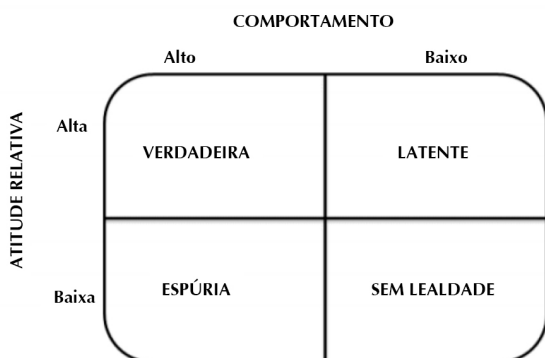 COMPORTAMENTO
Alto Baixo
ATITUDE RELATIVA
Alta
VERDADEIRA LATENTE
Baixa
ESPÚRIA SEM LEALDADE